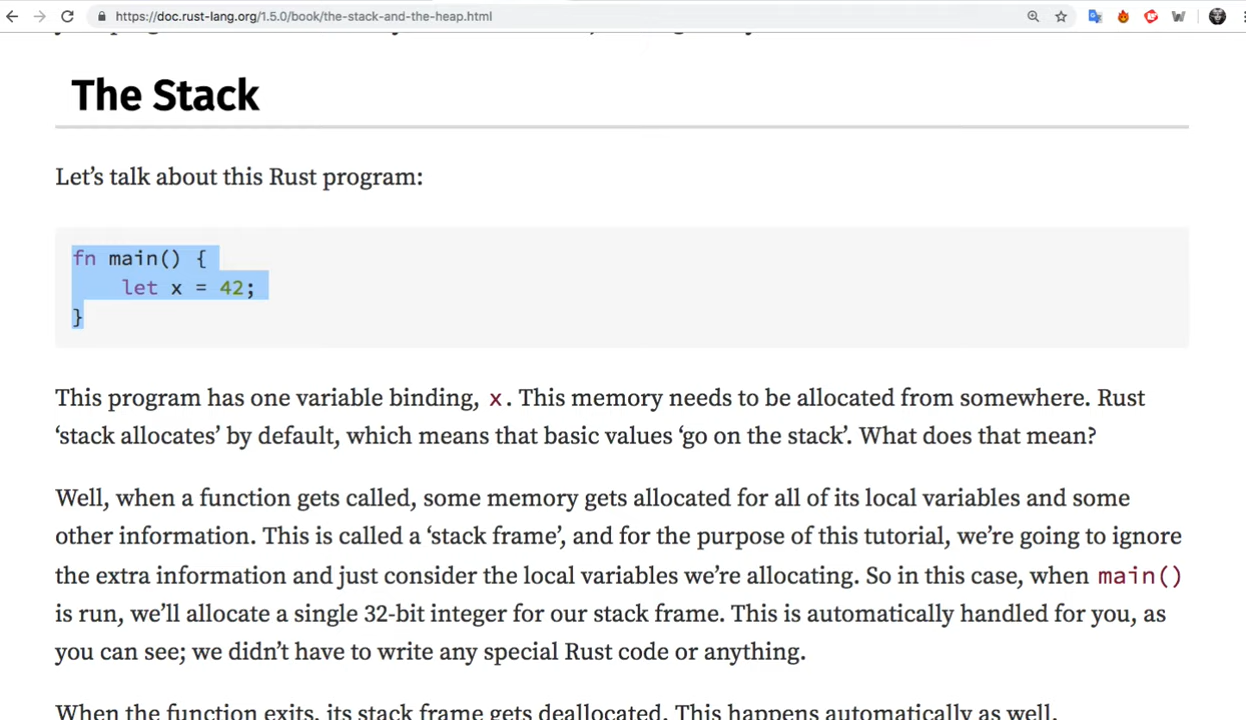 https://doc.rust-lang.org/1.5.0/book/the-stack-and-the-heap.html
The Stack
Let’s talk about this Rust program:
fn main() {
    let x = 42;
}
This program has one variable binding, x. This memory needs to be allocated from somewhere. Rust
‘stack allocates’ by default, which means that basic values ‘go on the stack’. What does that mean?
Well, when a function gets called, some memory gets allocated for all of its local variables and some
other information. This is called a ‘stack frame’, and for the purpose of this tutorial, we’re going to ignore
the extra information and just consider the local variables we’re allocating. So in this case, when main()
is run, we’ll allocate a single 32-bit integer for our stack frame. This is automatically handled for you, as
you can see; we didn’t have to write any special Rust code or anything.
When the function exits, its stack frame gets deallocated. This happens automatically as well.